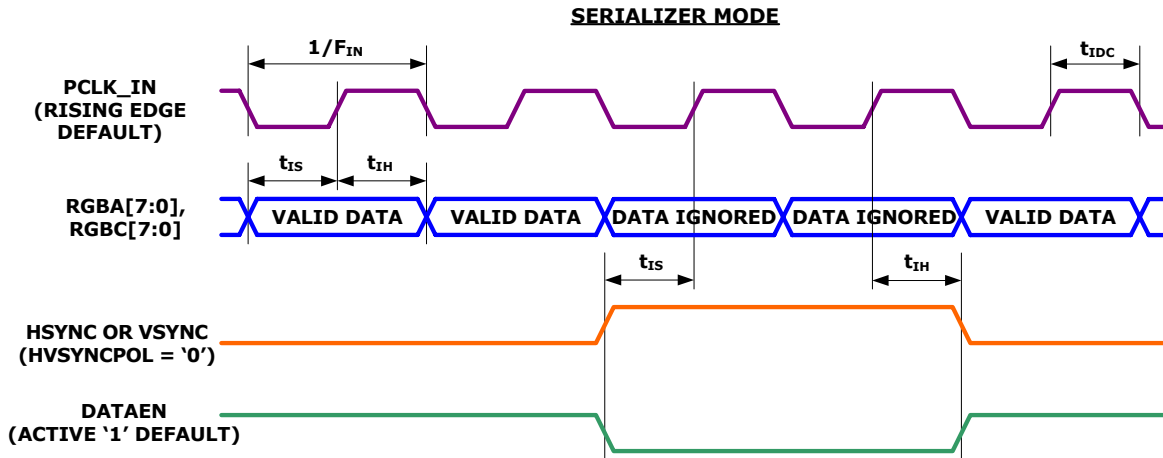 SERIALIZER MODE
1/FIN
tIDC
PCLK_IN
(RISING EDGE
DEFAULT)
tIS
tIH
RGBA[7:0],
RGBC[7:0]
VALID DATA
VALID DATA
DATA IGNORED
DATA IGNORED
VALID DATA
tIS
tIH
HSYNC OR VSYNC
(HVSYNCPOL = ‘0’)
DATAEN
(ACTIVE ‘1’ DEFAULT)